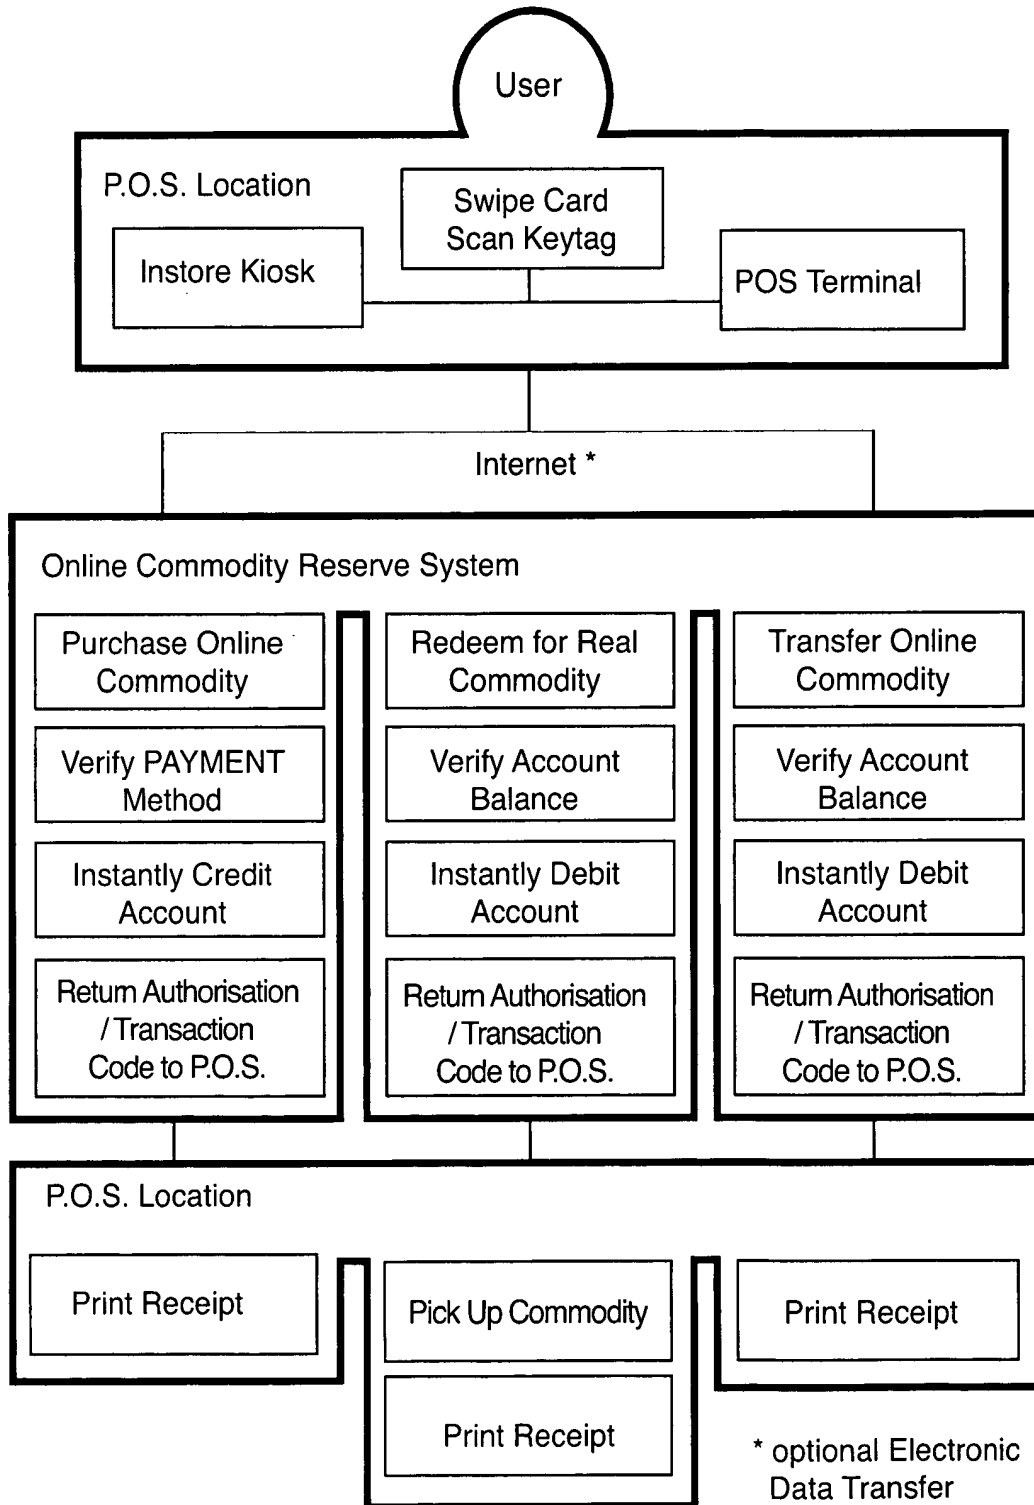 User
P.O.S. Location
Swipe Card
Scan Keytag
Instore Kiosk
POS Terminal
Internet *
Online Commodity Reserve System
Purchase Online
Commodity
Verify PAYMENT
Method
Instantly Credit
Account
Return Authorisation
/ Transaction
Code to P.O.S.
Redeem for Real
Commodity
Verify Account
Balance
Instantly Debit
Account
Return Authorisation
/ Transaction
Code to P.O.S.
Transfer Online
Commodity
Verify Account
Balance
Instantly Debit
Account
Return Authorisation
/ Transaction
Code to P.O.S.
P.O.S. Location
Print Receipt
Pick Up Commodity
Print Receipt
Print Receipt
* optional Electronic
Data Transfer